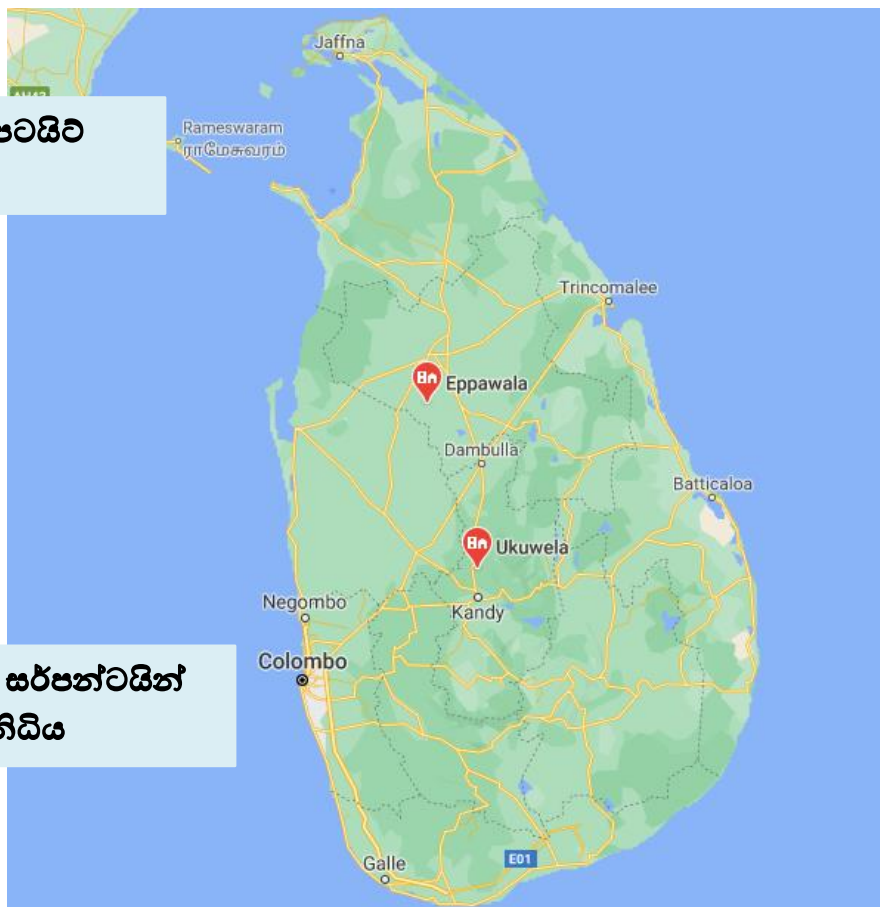 Jaffna
පටයිට්
Rameswaram
ராமேசுவரம்
Trincomalee
Eppawala
Dambulla
Batticaloa
Ukuwela
Negombo
Kandy
Colombo
සර්පන්ටයින්
නිධිය
Galle
E01